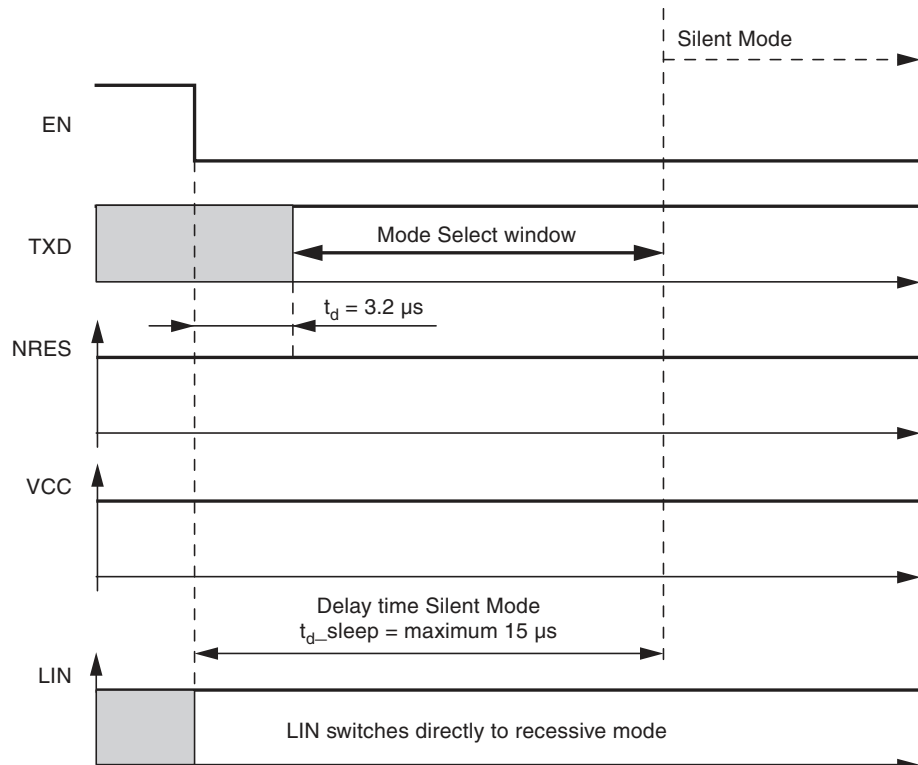 Silent Mode
EN
TXD
Mode Select window
t_d = 3.2 µs
NRES
VCC
Delay time Silent Mode
t_d_sleep = maximum 15 µs
LIN
LIN switches directly to recessive mode